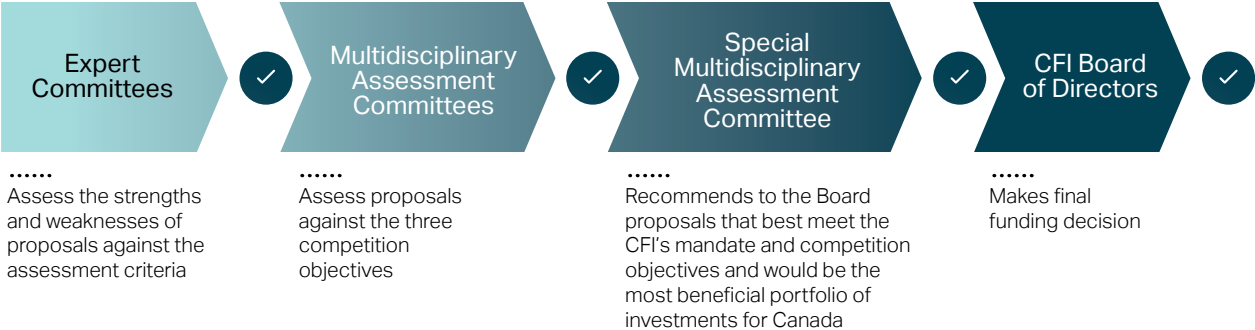 Expert
Committees
Multidisciplinary
Assessment
Committees
Special
Multidisciplinary
Assessment
Committee
CFI Board
of Directors
......
Assess the strengths
and weaknesses of
proposals against the
assessment criteria
......
Assess proposals
against the three
competition
objectives
......
Recommends to the Board
proposals that best meet the
CFI's mandate and competition
objectives and would be the
most beneficial portfolio of
investments for Canada
......
Makes final
funding decision